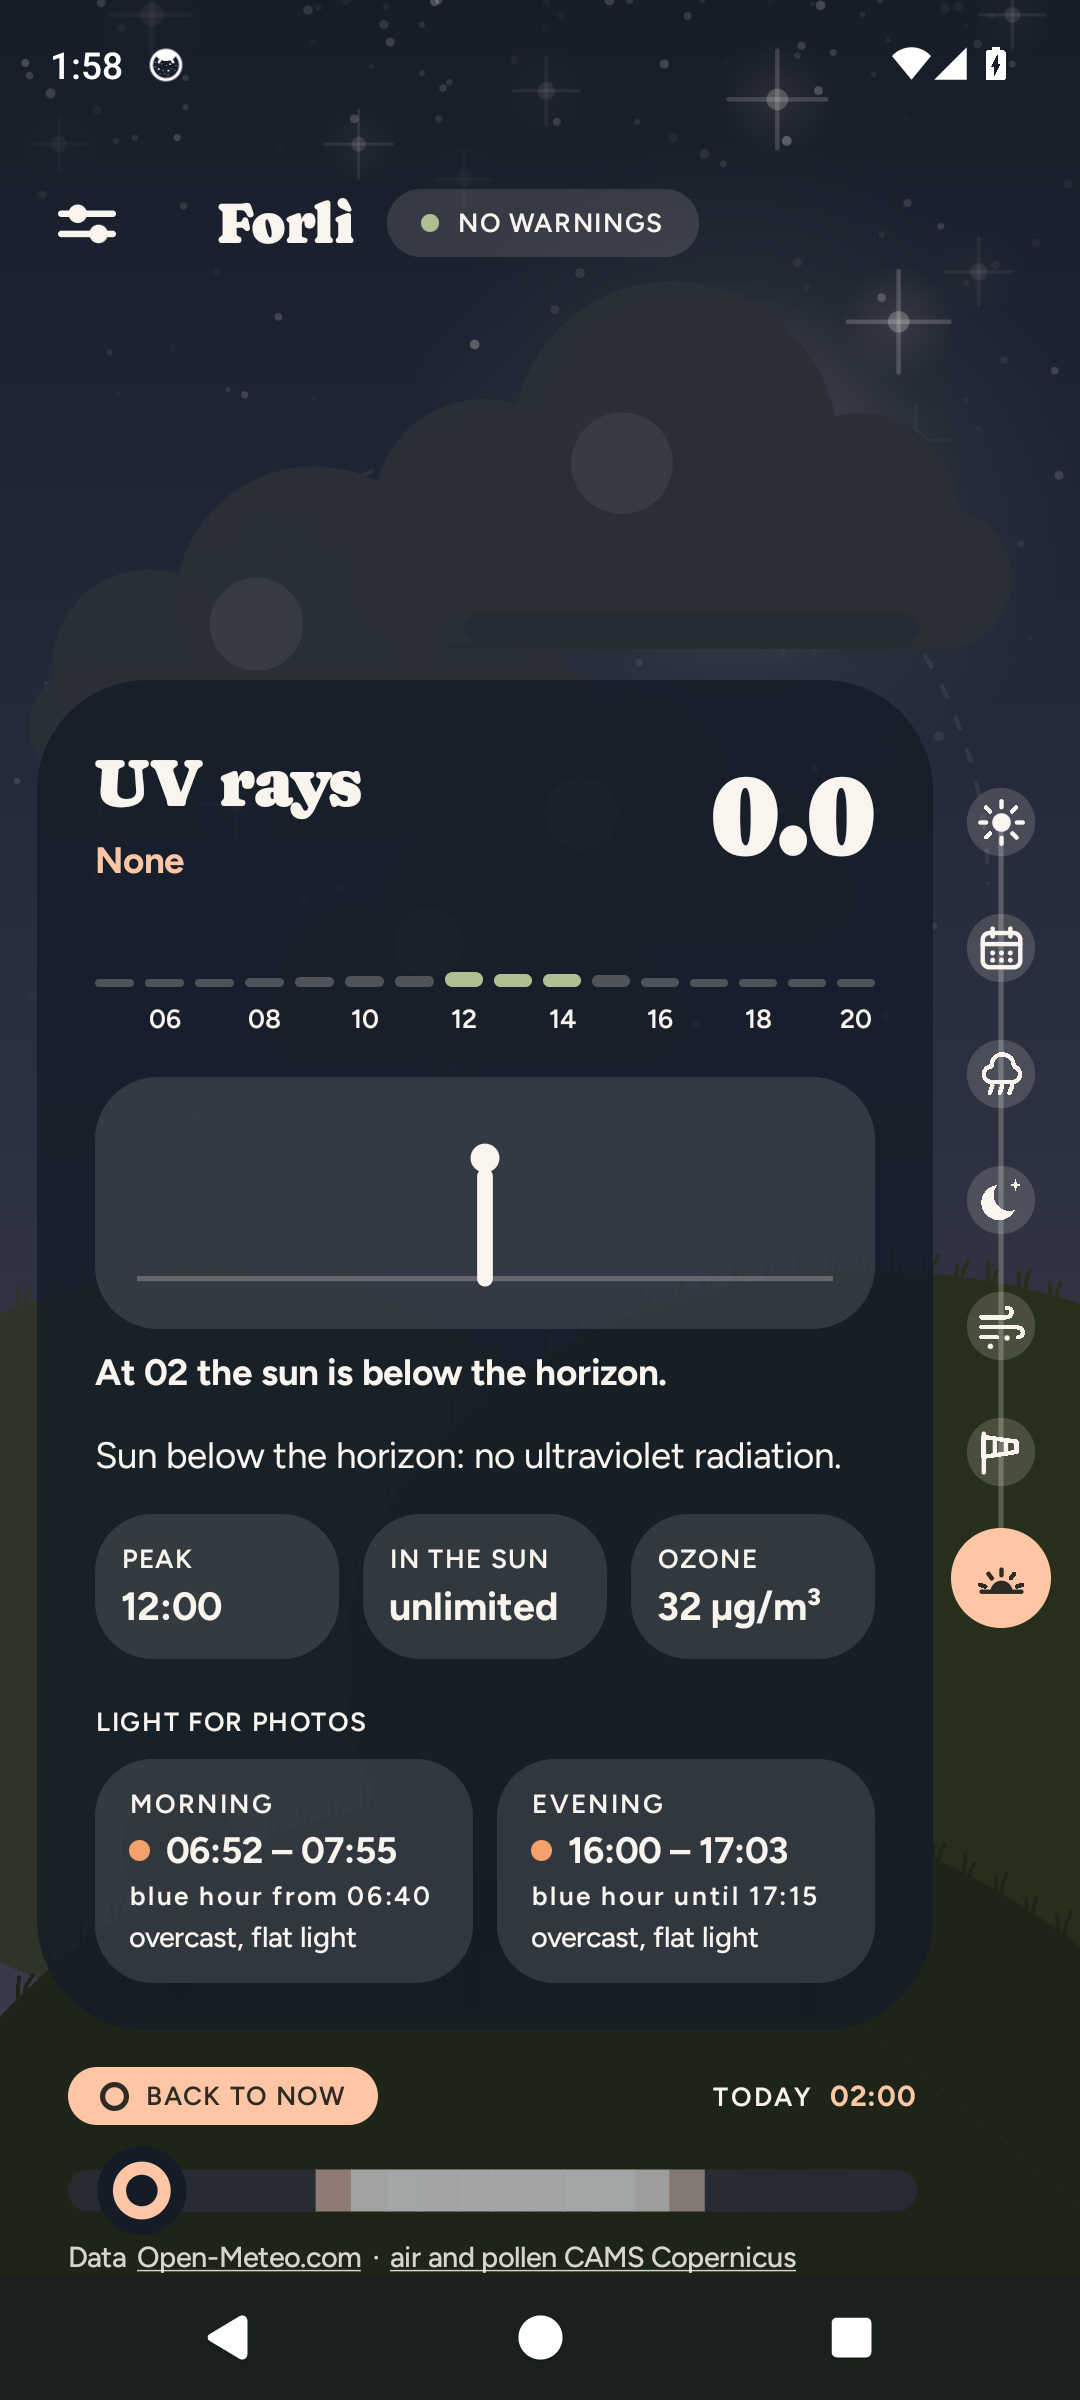 1:58
Forlì
NO WARNINGS
UV rays
0.0
None
06 08 10 12 14 16 18 20
At 02 the sun is below the horizon.
Sun below the horizon: no ultraviolet radiation.
PEAK
12:00
IN THE SUN
unlimited
OZONE
32 µg/m³
LIGHT FOR PHOTOS
MORNING
06:52 – 07:55
blue hour from 06:40
overcast, flat light
EVENING
16:00 – 17:03
blue hour until 17:15
overcast, flat light
BACK TO NOW
TODAY 02:00
Data Open-Meteo.com · air and pollen CAMS Copernicus